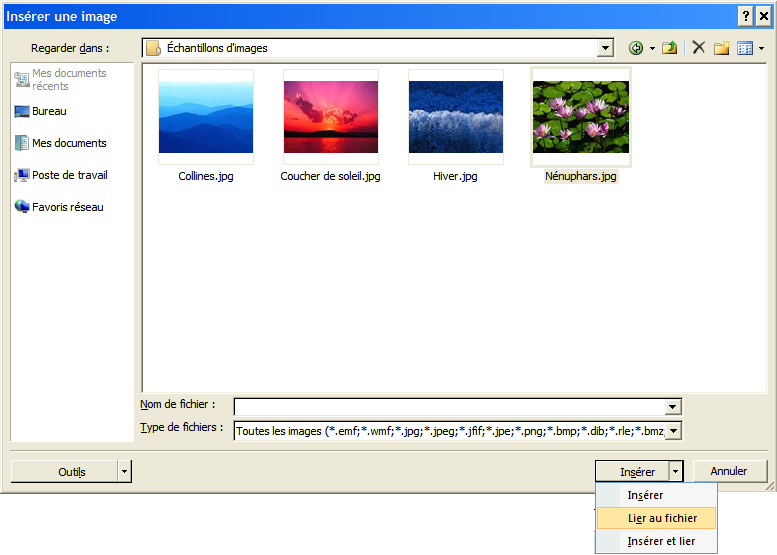 Insérer une image
Regarder dans :
Échantillons d'images
Mes documents
récents
Bureau
Mes documents
Poste de travail
Favoris réseau
Collines.jpg
Coucher de soleil.jpg
Hiver.jpg
Nénuphars.jpg
Nom de fichier :
Type de fichiers :
Toutes les images (*.emf;*.wmf;*.jpg;*.jpeg;*.jfif;*.jpe;*.png;*.bmp;*.dib;*.rle;*.bmz;
Outils
Insérer
Annuler
Insérer
Lier au fichier
Insérer et lier